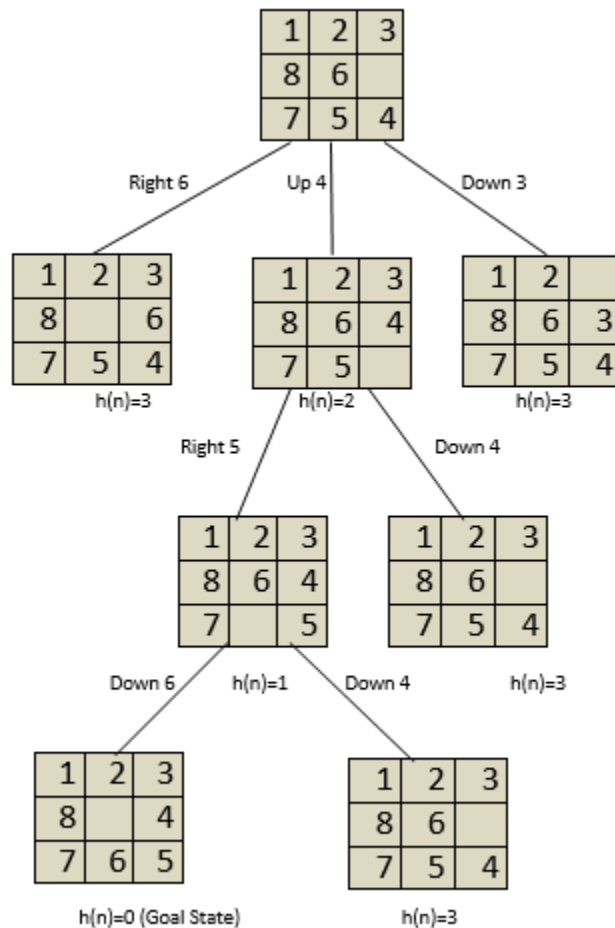 1 2 3
8 6
7 5 4
Right 6 Up 4 Down 3
1 2 3 1 2 3 1 2
8 6 8 6 4 8 6 3
7 5 4 7 5 7 5 4
h(n)=3 h(n)=2 h(n)=3
Right 5 Down 4
1 2 3 1 2 3
8 6 4 8 6
7 5 7 5 4
Down 6 h(n)=1 Down 4 h(n)=3
1 2 3 1 2 3
8 4 8 6
7 6 5 7 5 4
h(n)=0 (Goal State) h(n)=3